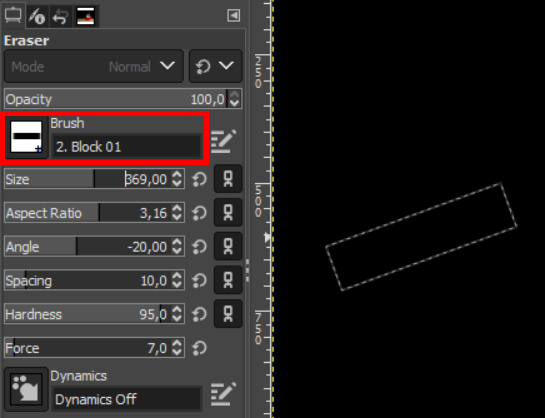 Eraser
Mode Normal
Opacity 100,0
Brush
2. Block 01
Size 369,00
Aspect Ratio 3,16
Angle -20,00
Spacing 10,0
Hardness 95,0
Force 7,0
Dynamics
Dynamics Off
250
500
750